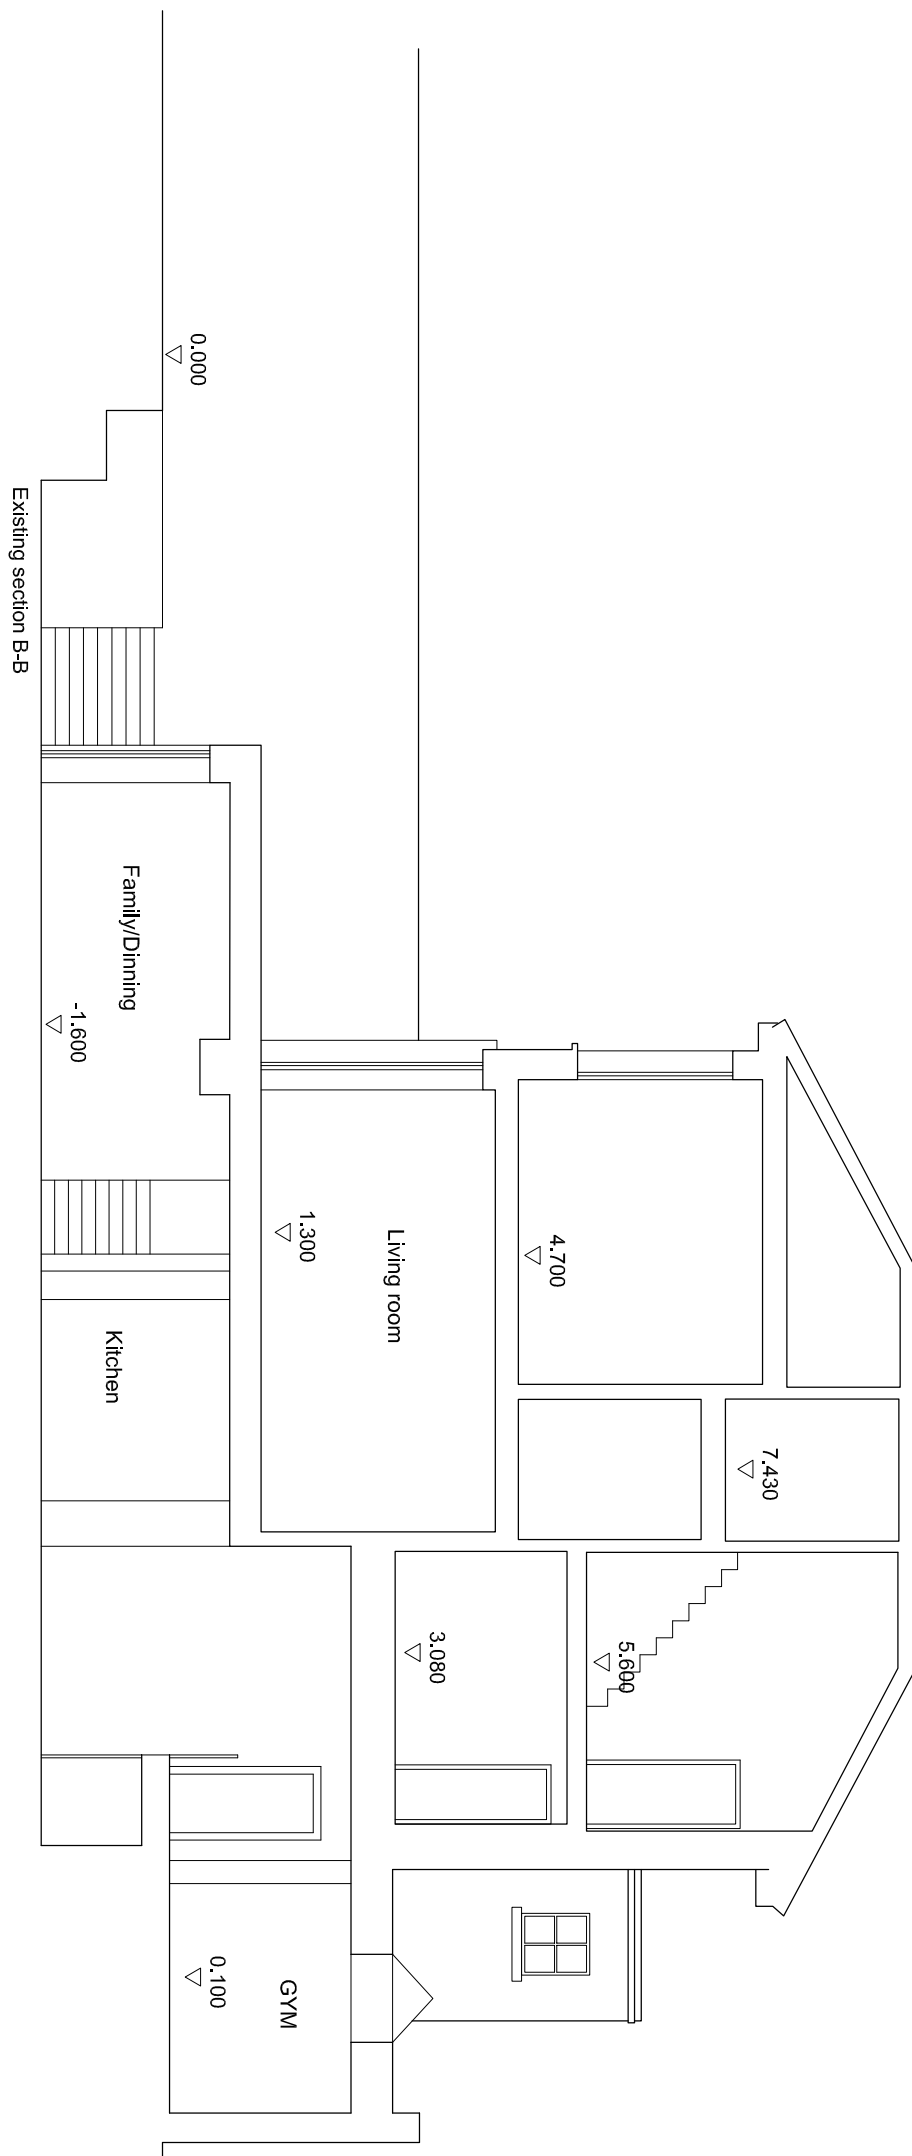 7.430
5.600
4.700
3.080
Living room
1.300
GYM
0.100
0.000
Family/Dinning
Kitchen
-1.600
Existing section B-B